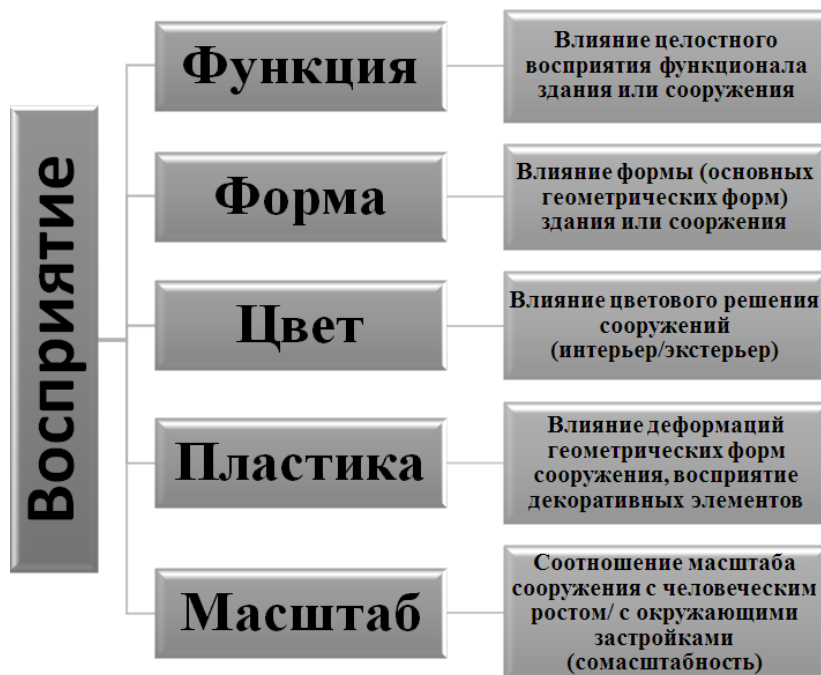 Восприятие
Функция
Влияние целостного
восприятия функционала
здания или сооружения
Форма
Влияние формы (основных
геометрических форм)
здания или сооржения
Цвет
Влияние цветового решения
сооружений
(интерьер/экстерьер)
Пластика
Влияние деформаций
геометрических форм
сооружения, восприятие
декоративных элементов
Масштаб
Соотношение масштаба
сооружения с человеческим
ростом/ с окружающими
застройками
(сомасштабность)